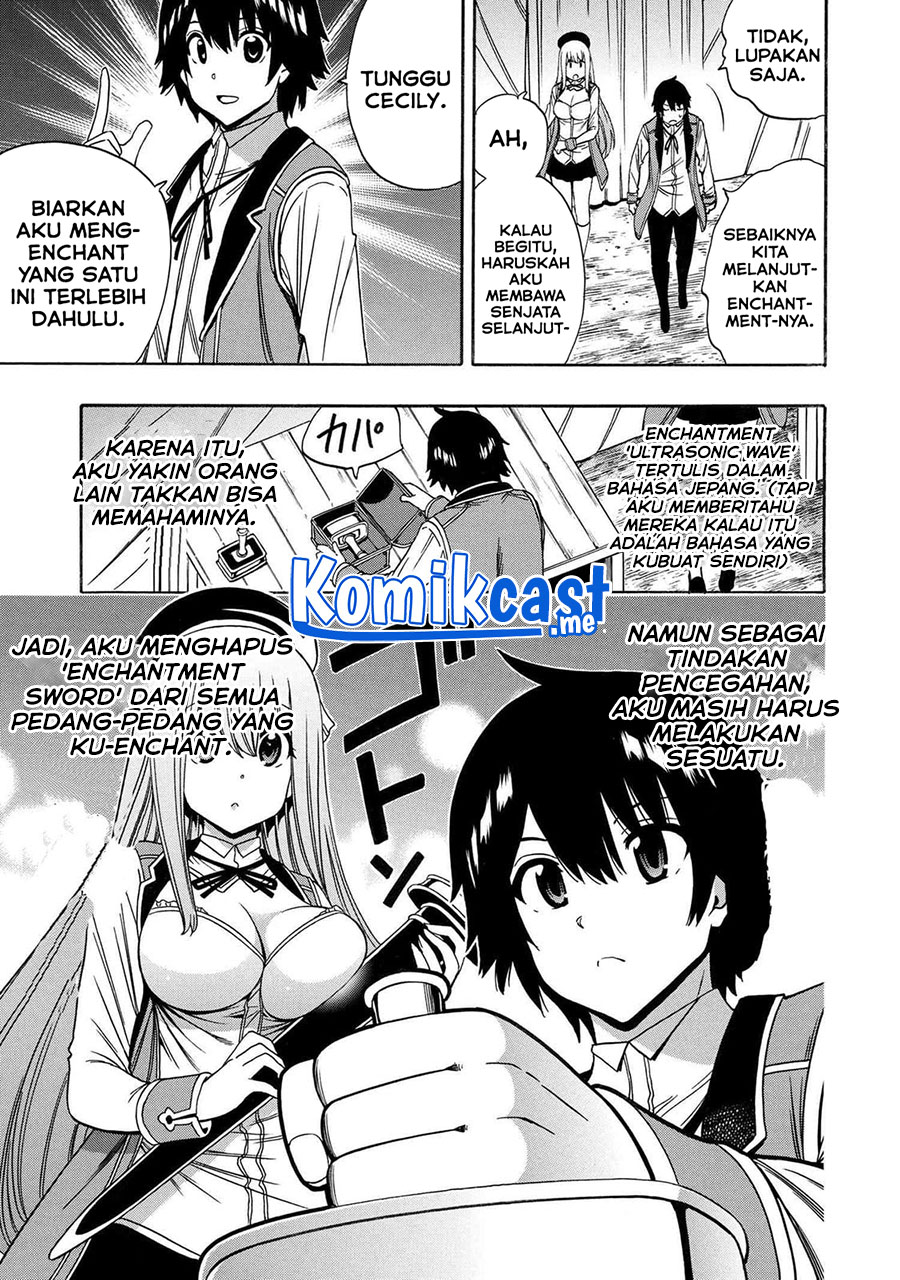 TIDAK,
LUPAKAN
SAJA.
SEBAIKNYA
KITA
MELANJUT-
KAN
ENCHANT-
MENT-NYA.
AH,
KALAU
BEGITU,
HARUSKAH
AKU
MEMBAWA
SENJATA
SELANJUT-
TUNGGU
CECILY.
BIARKAN
AKU MENG-
ENCHANT
YANG SATU
INI TERLEBIH
DAHULU.
ENCHANTMENT
'ULTRASONIC WAVE'
TERTULIS DALAM
BAHASA JEPANG. (TAPI
AKU MEMBERITAHU
MEREKA KALAU ITU
ADALAH BAHASA YANG
KUBUAT SENDIRI)
カパ
KARENA ITU,
AKU YAKIN ORANG
LAIN TAKKAN BISA
MEMAHAMINYA.
Komikcast
.me
NAMUN SEBAGAI
TINDAKAN
PENCEGAHAN,
AKU MASIH HARUS
MELAKUKAN
SESUATU.
ゴトン
JADI, AKU MENGHAPUS
'ENCHANTMENT
SWORD' DARI SEMUA
PEDANG-PEDANG YANG
KU-ENCHANT.